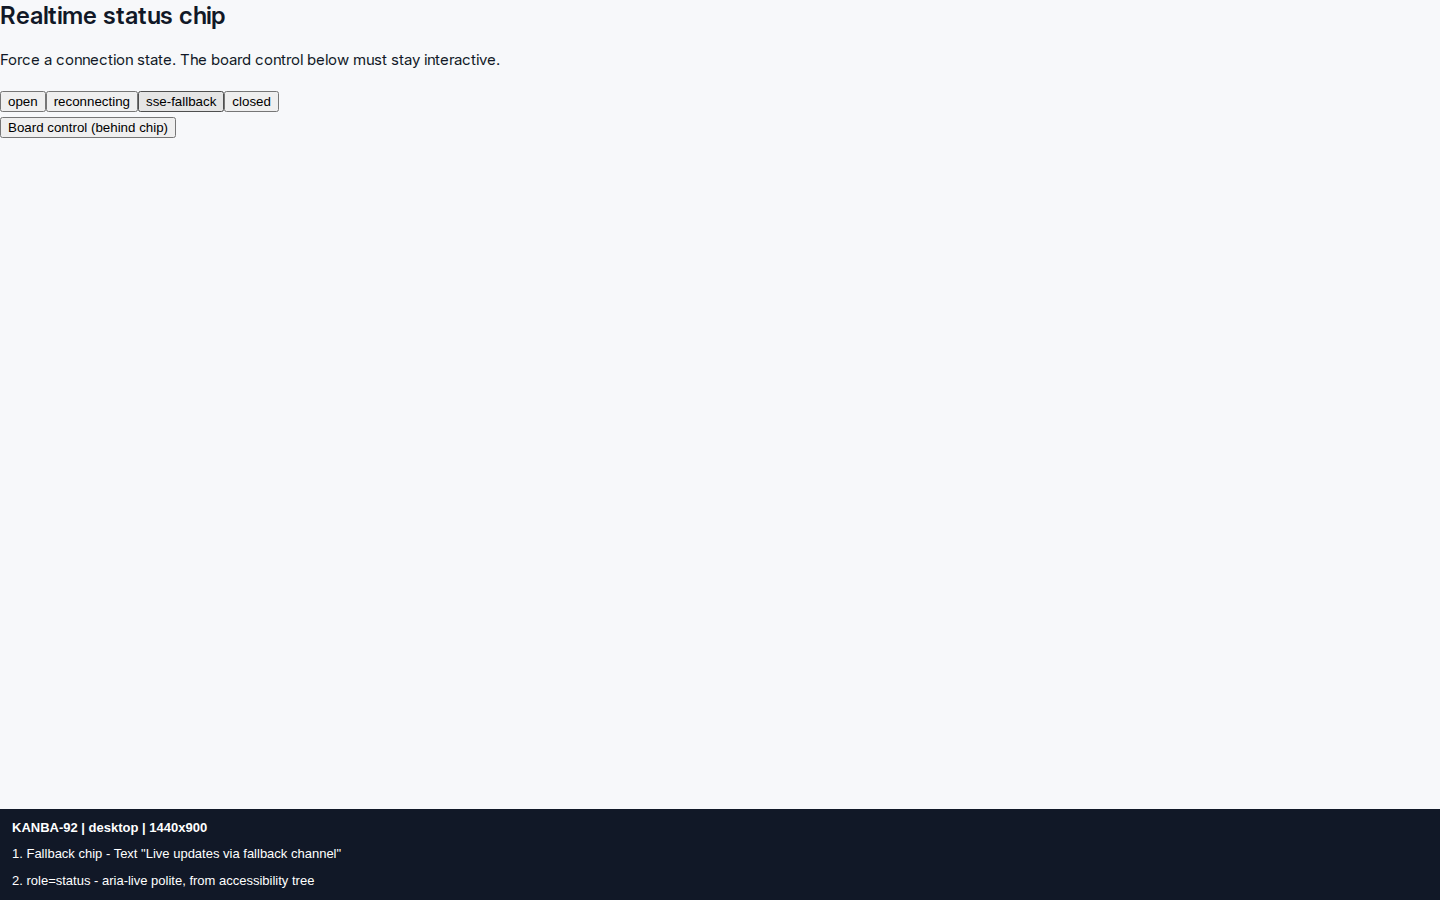 Realtime status chip
Force a connection state. The board control below must stay interactive.
open reconnecting sse-fallback closed
Board control (behind chip)
KANBA-92 | desktop | 1440x900
1. Fallback chip - Text "Live updates via fallback channel"
2. role=status - aria-live polite, from accessibility tree